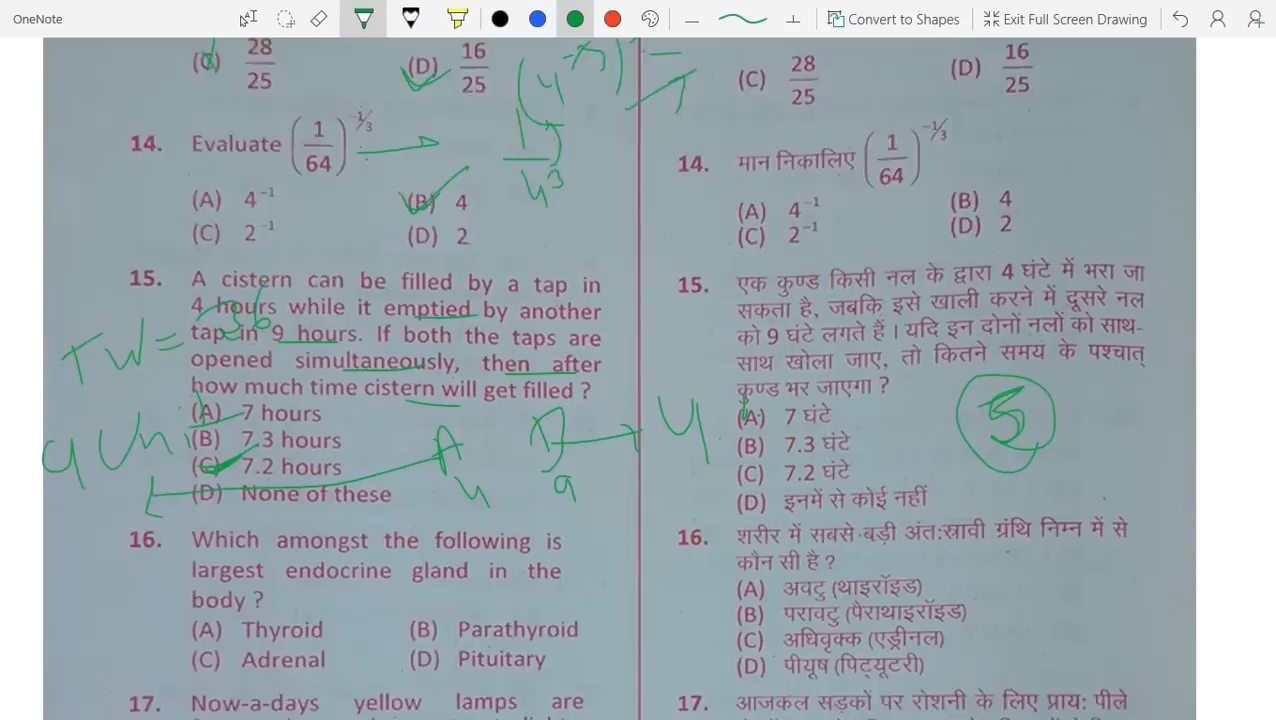 OneNote
Convert to Shapes
Exit Full Screen Drawing
(C) 28/25 (D) 16/25
14. Evaluate (1/64)^-1/3
(A) 4^-1 (B) 4
(C) 2^-1 (D) 2
15. A cistern can be filled by a tap in
4 hours while it emptied by another
tap in 9 hours. If both the taps are
opened simultaneously, then after
how much time cistern will get filled ?
(A) 7 hours
(B) 7.3 hours
(C) 7.2 hours
(D) None of these
16. Which amongst the following is
largest endocrine gland in the
body ?
(A) Thyroid (B) Parathyroid
(C) Adrenal (D) Pituitary
17. Now-a-days yellow lamps are
(C) 28/25 (D) 16/25
14. मान निकालिए (1/64)^-1/3
(A) 4^-1 (B) 4
(C) 2^-1 (D) 2
15. एक कुण्ड किसी नल के द्वारा 4 घंटे में भरा जा
सकता है, जबकि इसे खाली करने में दूसरे नल
को 9 घंटे लगते हैं । यदि इन दोनों नलों को साथ-
साथ खोला जाए, तो कितने समय के पश्चात्
कुण्ड भर जाएगा ?
(A) 7 घंटे
(B) 7.3 घंटे
(C) 7.2 घंटे
(D) इनमें से कोई नहीं
16. शरीर में सबसे बड़ी अंत:स्रावी ग्रंथि निम्न में से
कौन सी है ?
(A) अवटु (थाइरॉइड)
(B) परावटु (पैराथाइरॉइड)
(C) अधिवृक्क (एड्रीनल)
(D) पीयूष (पिट्यूटरी)
17. आजकल सड़कों पर रोशनी के लिए प्राय: पीले
1/4^3
TW = 36
9 Unit
A
4
B
9
4
5